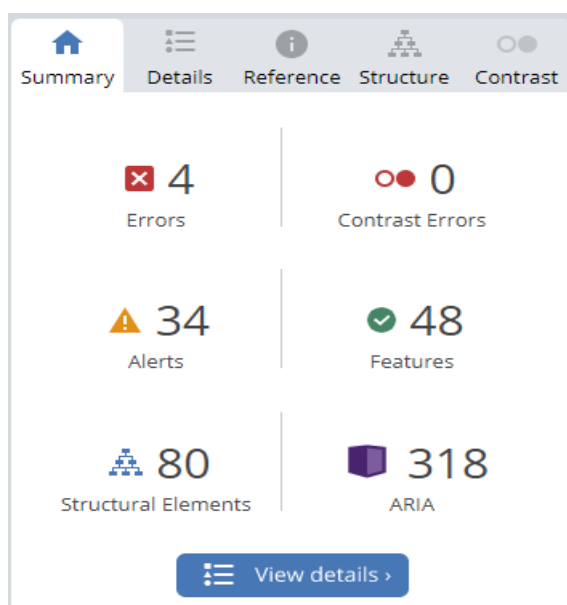 Summary Details Reference Structure Contrast
4 0
Errors Contrast Errors
34 48
Alerts Features
80 318
Structural Elements ARIA
View details ›